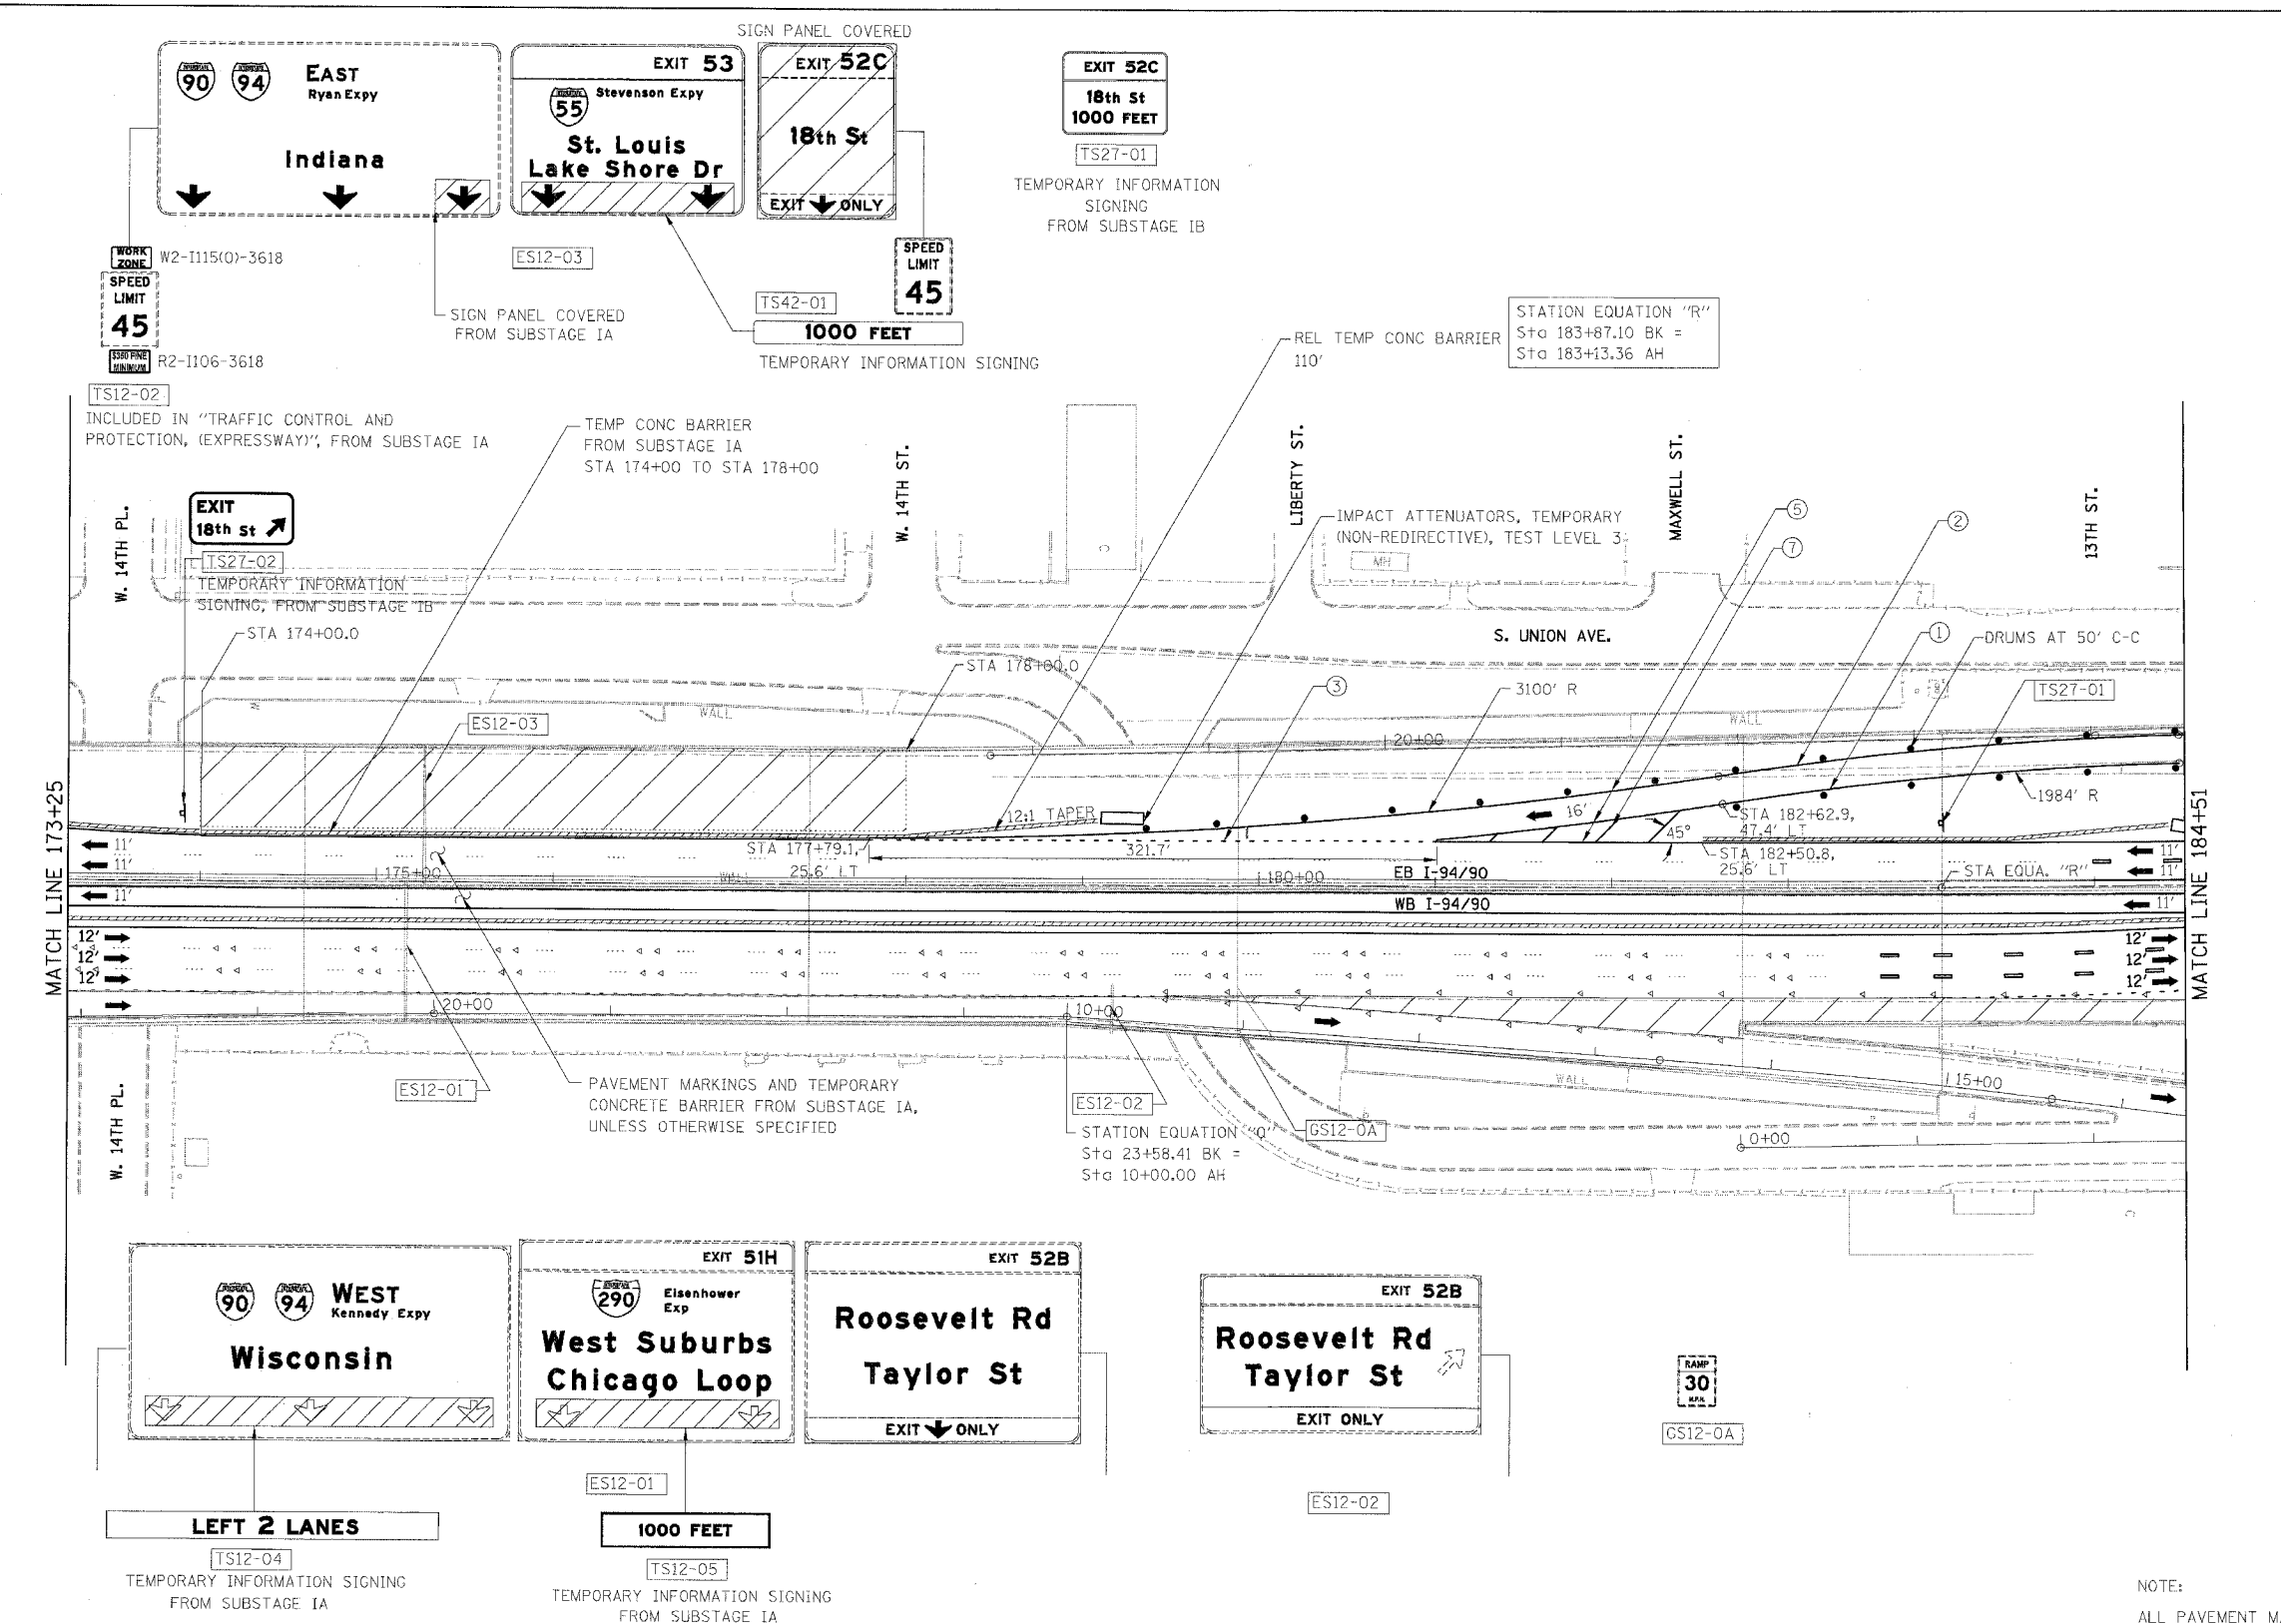 SIGN PANEL COVERED
90 94 EAST
Ryan Expy
Indiana
EXIT 53
55 Stevenson Expy
St. Louis
Lake Shore Dr
EXIT 52C
18th St
EXIT ONLY
EXIT 52C
18th St
1000 FEET
TS27-01
TEMPORARY INFORMATION
SIGNING
FROM SUBSTAGE IB
WORK
ZONE
W2-I115(O)-3618
SPEED
LIMIT
45
$350 FINE
MINIMUM
R2-I106-3618
TS12-02
INCLUDED IN "TRAFFIC CONTROL AND
PROTECTION, (EXPRESSWAY)", FROM SUBSTAGE IA
ES12-03
SIGN PANEL COVERED
FROM SUBSTAGE IA
TS42-01
1000 FEET
TEMPORARY INFORMATION SIGNING
SPEED
LIMIT
45
REL TEMP CONC BARRIER
110'
STATION EQUATION "R"
Sta 183+87.10 BK =
Sta 183+13.36 AH
TEMP CONC BARRIER
FROM SUBSTAGE IA
STA 174+00 TO STA 178+00
W. 14TH PL.
EXIT
18th St
TS27-02
TEMPORARY INFORMATION
SIGNING, FROM SUBSTAGE IB
STA 174+00.0
W. 14TH ST.
LIBERTY ST.
MAXWELL ST.
13TH ST.
IMPACT ATTENUATORS, TEMPORARY
(NON-REDIRECTIVE), TEST LEVEL 3
MH
5
7
2
1
3
S. UNION AVE.
DRUMS AT 50' C-C
TS27-01
STA 178+00.0
3100' R
WALL
WALL
ES12-03
20+00
12:1 TAPER
16'
45°
STA 182+62.9,
47.4' LT
1984' R
STA 177+79.1,
25.6' LT
321.7'
STA 182+50.8,
25.6' LT
STA EQUA. "R"
MATCH LINE 173+25
MATCH LINE 184+51
11'
11'
11'
11'
11'
11'
175+00
WALL
180+00
EB I-94/90
WB I-94/90
12'
12'
12'
12'
12'
12'
20+00
10+00
15+00
0+00
WALL
ES12-01
PAVEMENT MARKINGS AND TEMPORARY
CONCRETE BARRIER FROM SUBSTAGE IA,
UNLESS OTHERWISE SPECIFIED
ES12-02
STATION EQUATION "Q"
Sta 23+58.41 BK =
Sta 10+00.00 AH
GS12-0A
W. 14TH PL.
90 94 WEST
Kennedy Expy
Wisconsin
EXIT 51H
290 Eisenhower
Exp
West Suburbs
Chicago Loop
EXIT 52B
Roosevelt Rd
Taylor St
EXIT ONLY
EXIT 52B
Roosevelt Rd
Taylor St
EXIT ONLY
RAMP
30
M.P.H.
GS12-0A
ES12-01
ES12-02
LEFT 2 LANES
TS12-04
TEMPORARY INFORMATION SIGNING
FROM SUBSTAGE IA
1000 FEET
TS12-05
TEMPORARY INFORMATION SIGNING
FROM SUBSTAGE IA
NOTE:
ALL PAVEMENT